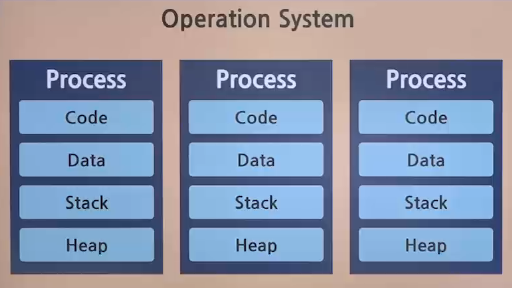 Operation System
Process
Code
Data
Stack
Heap
Process
Code
Data
Stack
Heap
Process
Code
Data
Stack
Heap